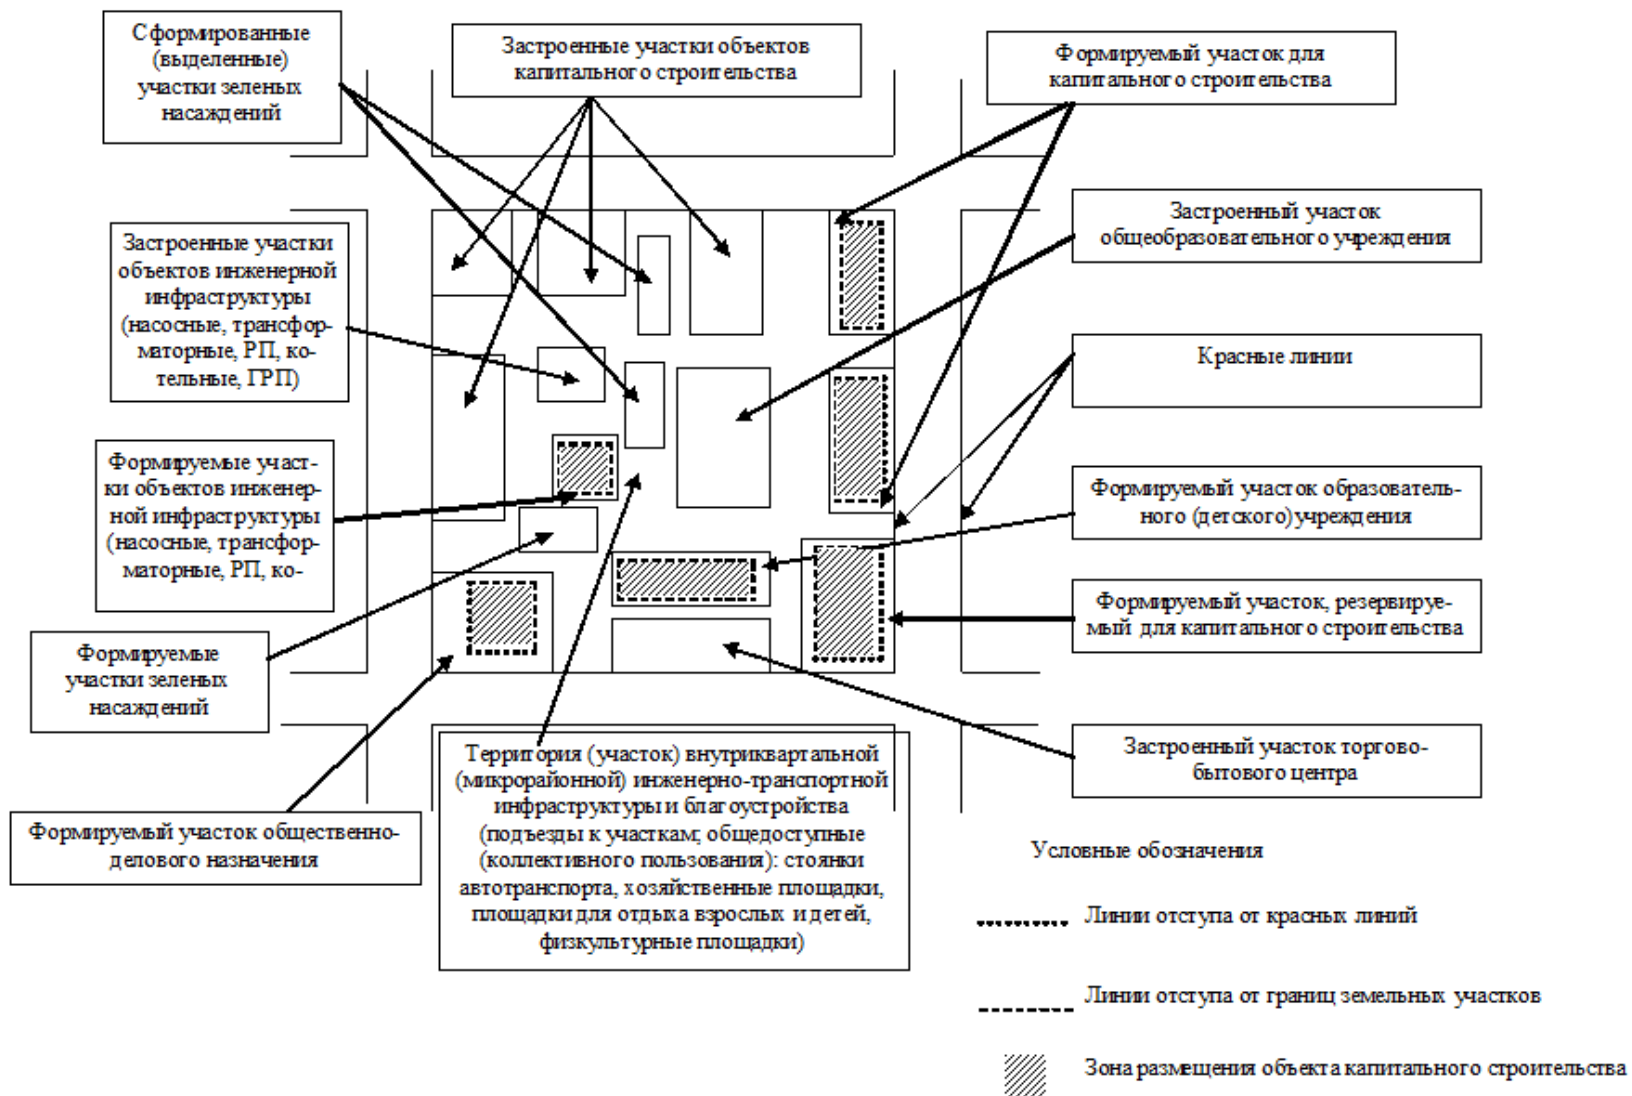 Сформированные
(выделенные)
участки зеленых
насаждений
Застроенные участки объектов
капитального строительства
Формируемый участок для
капитального строительства
Застроенный участок
общеобразовательного учреждения
Застроенные участки
объектов инженерной
инфраструктуры
(насосные, трансфор-
маторные, РП, ко-
тельные, ГРП)
Красные линии
Формируемые участ-
ки объектов инженер-
ной инфраструктуры
(насосные, трансфор-
маторные, РП, ко-
Формируемый участок образователь-
ного (детского) учреждения
Формируемый участок, резервируе-
мый для капитального строительства
Формируемые
участки зеленых
насаждений
Застроенный участок торгово-
бытового центра
Территория (участок) внутриквартальной
(микрорайонной) инженерно-транспортной
инфраструктуры и благоустройства
(подъезды к участкам; общедоступные
(коллективного пользования): стоянки
автотранспорта, хозяйственные площадки,
площадки для отдыха взрослых и детей,
физкультурные площадки)
Формируемый участок общественно-
делового назначения
Условные обозначения
Линии отступа от красных линий
Линии отступа от границ земельных участков
Зона размещения объекта капитального строительства